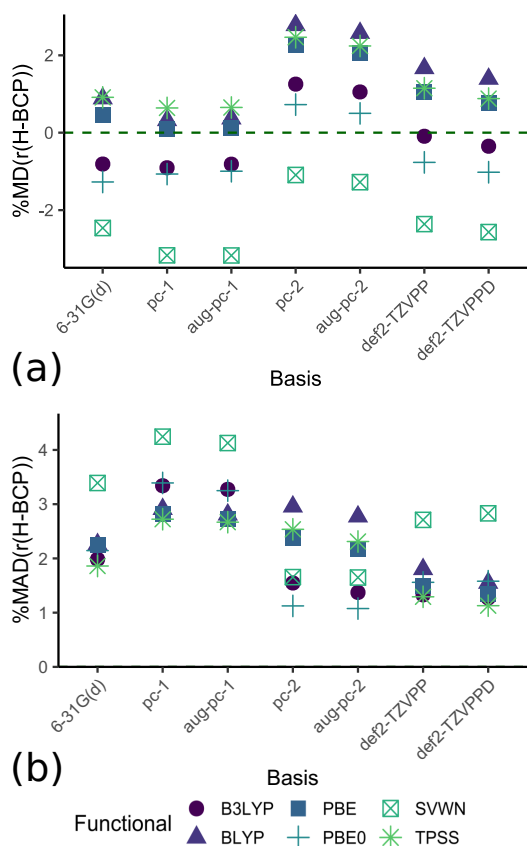 %MD(r(H-BCP))
2
0
-2
6-31G(d)
pc-1
aug-pc-1
pc-2
aug-pc-2
def2-TZVPP
def2-TZVPPD
(a)
Basis
%MAD(r(H-BCP))
4
3
2
1
0
6-31G(d)
pc-1
aug-pc-1
pc-2
aug-pc-2
def2-TZVPP
def2-TZVPPD
(b)
Basis
Functional
B3LYP PBE SVWN
BLYP PBE0 TPSS